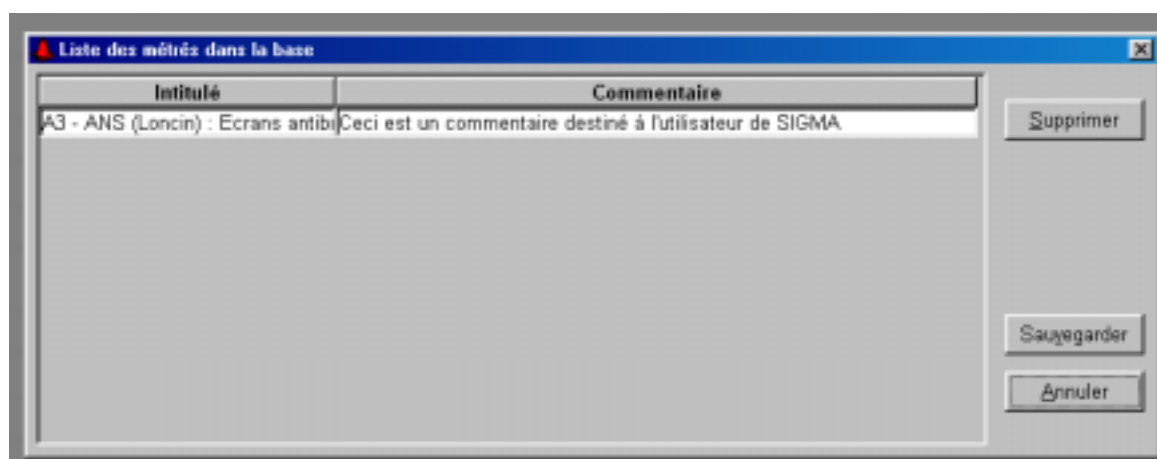 Liste des métrés dans la base
Intitulé Commentaire
A3 - ANS (Loncin) : Ecrans antibi Ceci est un commentaire destiné à l'utilisateur de SIGMA
Supprimer
Sauvegarder
Annuler